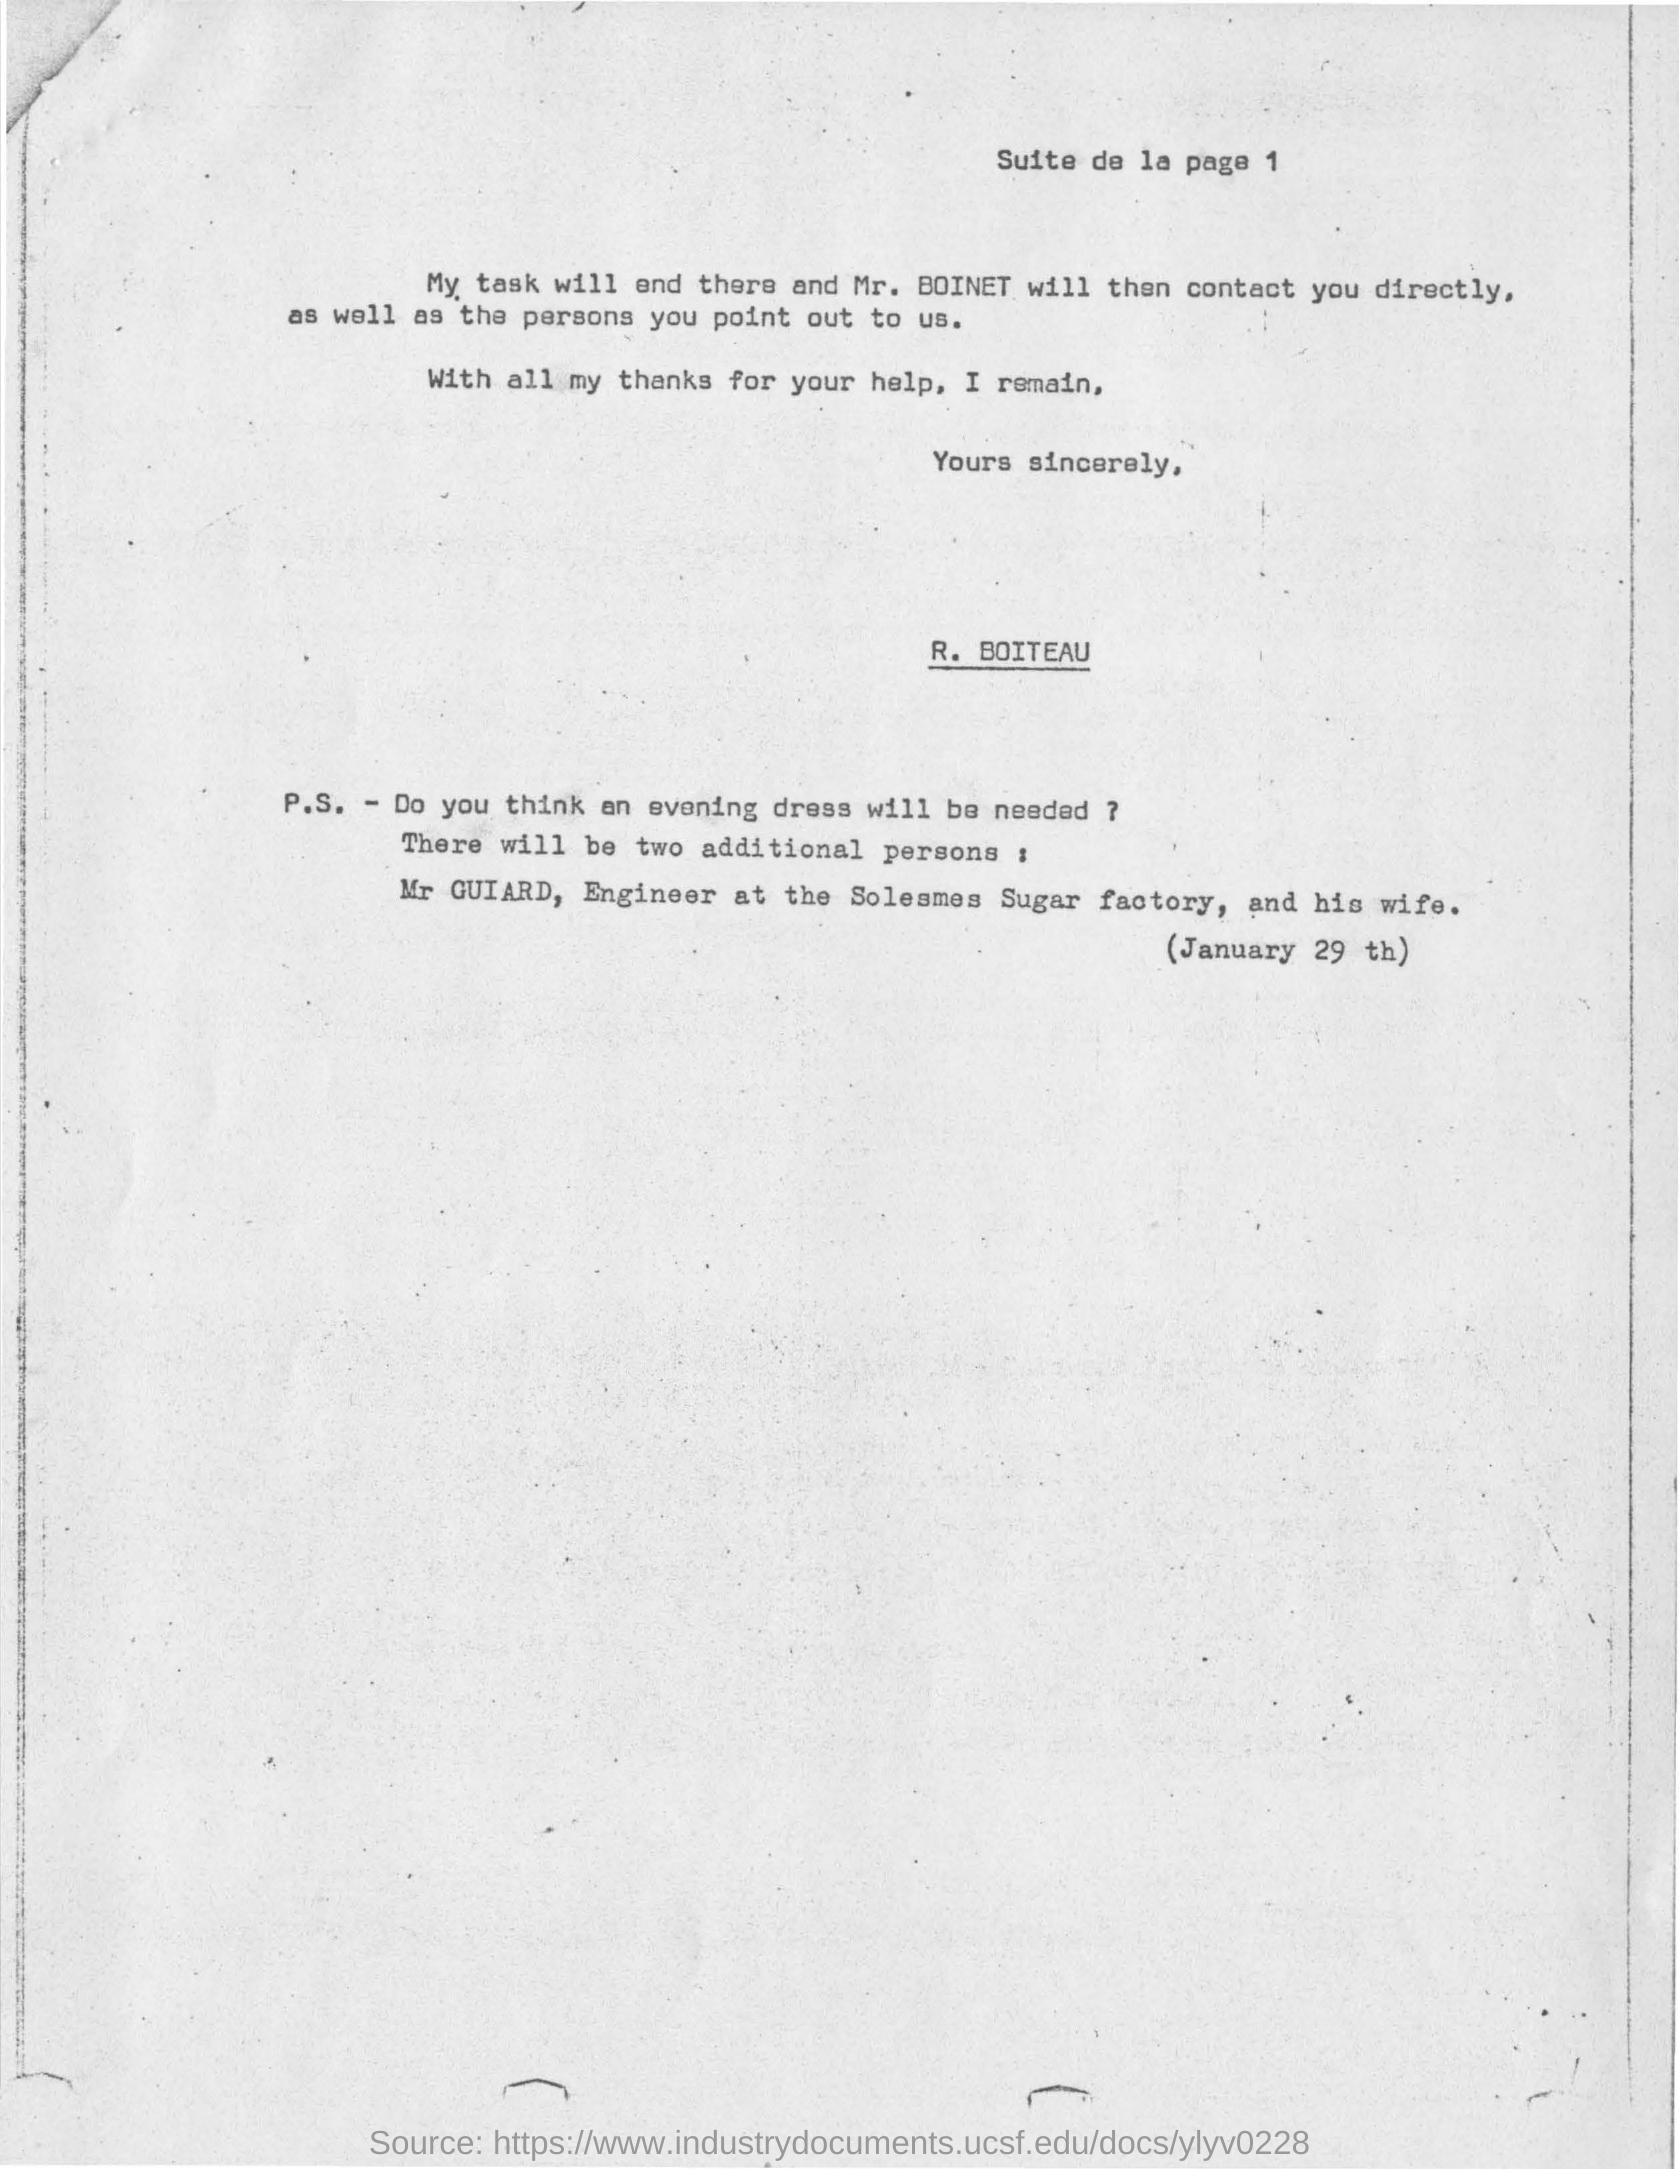 Suite de la page 1
My task will end there and Mr. BOINET will then contact you directly,
as well as the persons you point out to us.
With all my thanks for your help, I remain,
Yours sincerely,
R. BOITEAU
P.S. - Do you think an evening dress will be needed ?
There will be two additional persons :
Mr GUIARD, Engineer at the Solesmes Sugar factory, and his wife.
(January 29 th)
Source: https://www.industrydocuments.ucsf.edu/docs/ylyv0228